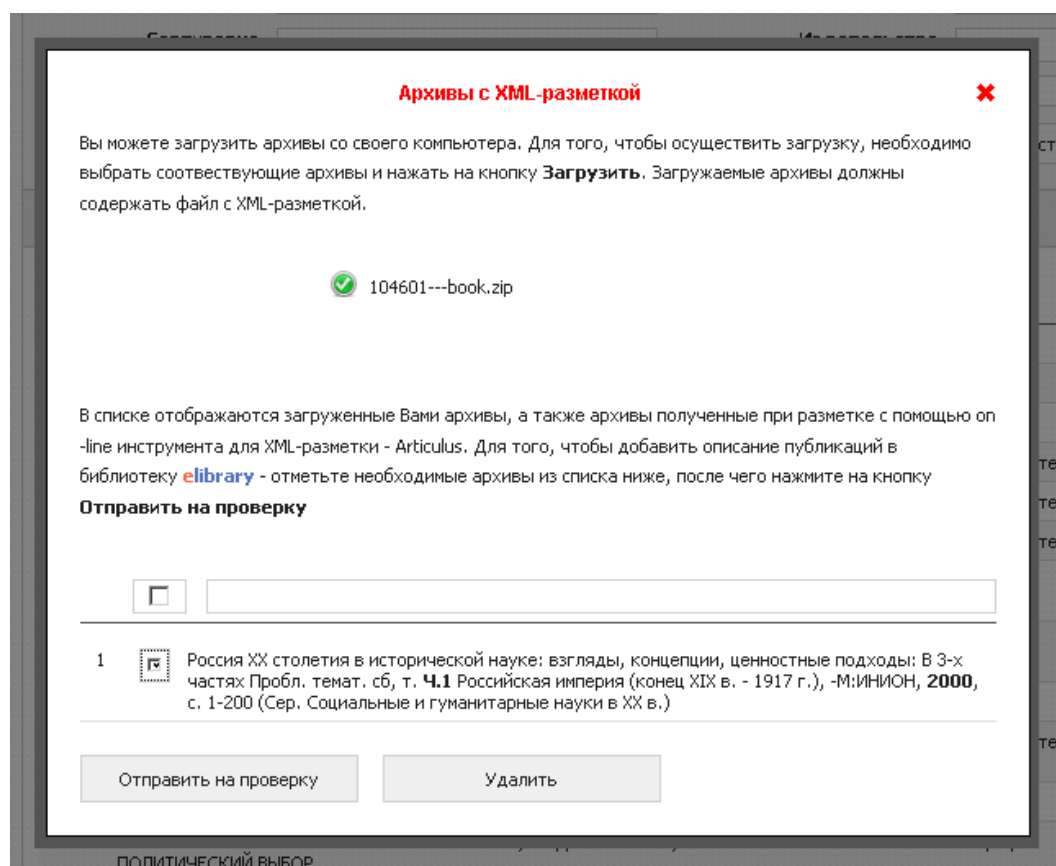 Архивы с XML-разметкой
Вы можете загрузить архивы со своего компьютера. Для того, чтобы осуществить загрузку, необходимо
выбрать соотвествующие архивы и нажать на кнопку Загрузить. Загружаемые архивы должны
содержать файл с XML-разметкой.
104601---book.zip
В списке отображаются загруженные Вами архивы, а также архивы полученные при разметке с помощью on
-line инструмента для XML-разметки - Articulus. Для того, чтобы добавить описание публикаций в
библиотеку elibrary - отметьте необходимые архивы из списка ниже, после чего нажмите на кнопку
Отправить на проверку
1 Россия XX столетия в исторической науке: взгляды, концепции, ценностные подходы: В 3-х
частях Пробл. темат. сб, т. Ч.1 Российская империя (конец XIX в. - 1917 г.), -М:ИНИОН, 2000,
с. 1-200 (Сер. Социальные и гуманитарные науки в XX в.)
Отправить на проверку Удалить
ПОЛИТИЧЕСКИЙ ВЫБОР